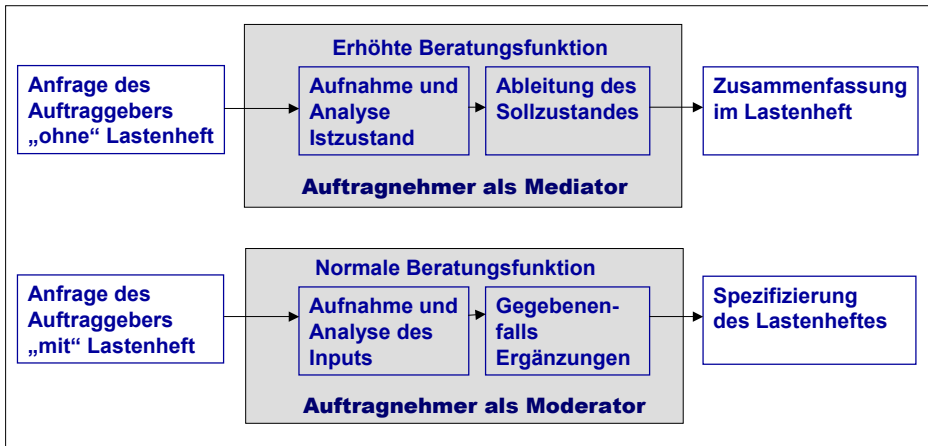 Erhöhte Beratungsfunktion
Anfrage des
Auftraggebers
„ohne“ Lastenheft
Aufnahme und
Analyse
Istzustand
Ableitung des
Sollzustandes
Zusammenfassung
im Lastenheft
Auftragnehmer als Mediator
Normale Beratungsfunktion
Anfrage des
Auftraggebers
„mit“ Lastenheft
Aufnahme und
Analyse des
Inputs
Gegebenen-
falls
Ergänzungen
Spezifizierung
des Lastenheftes
Auftragnehmer als Moderator